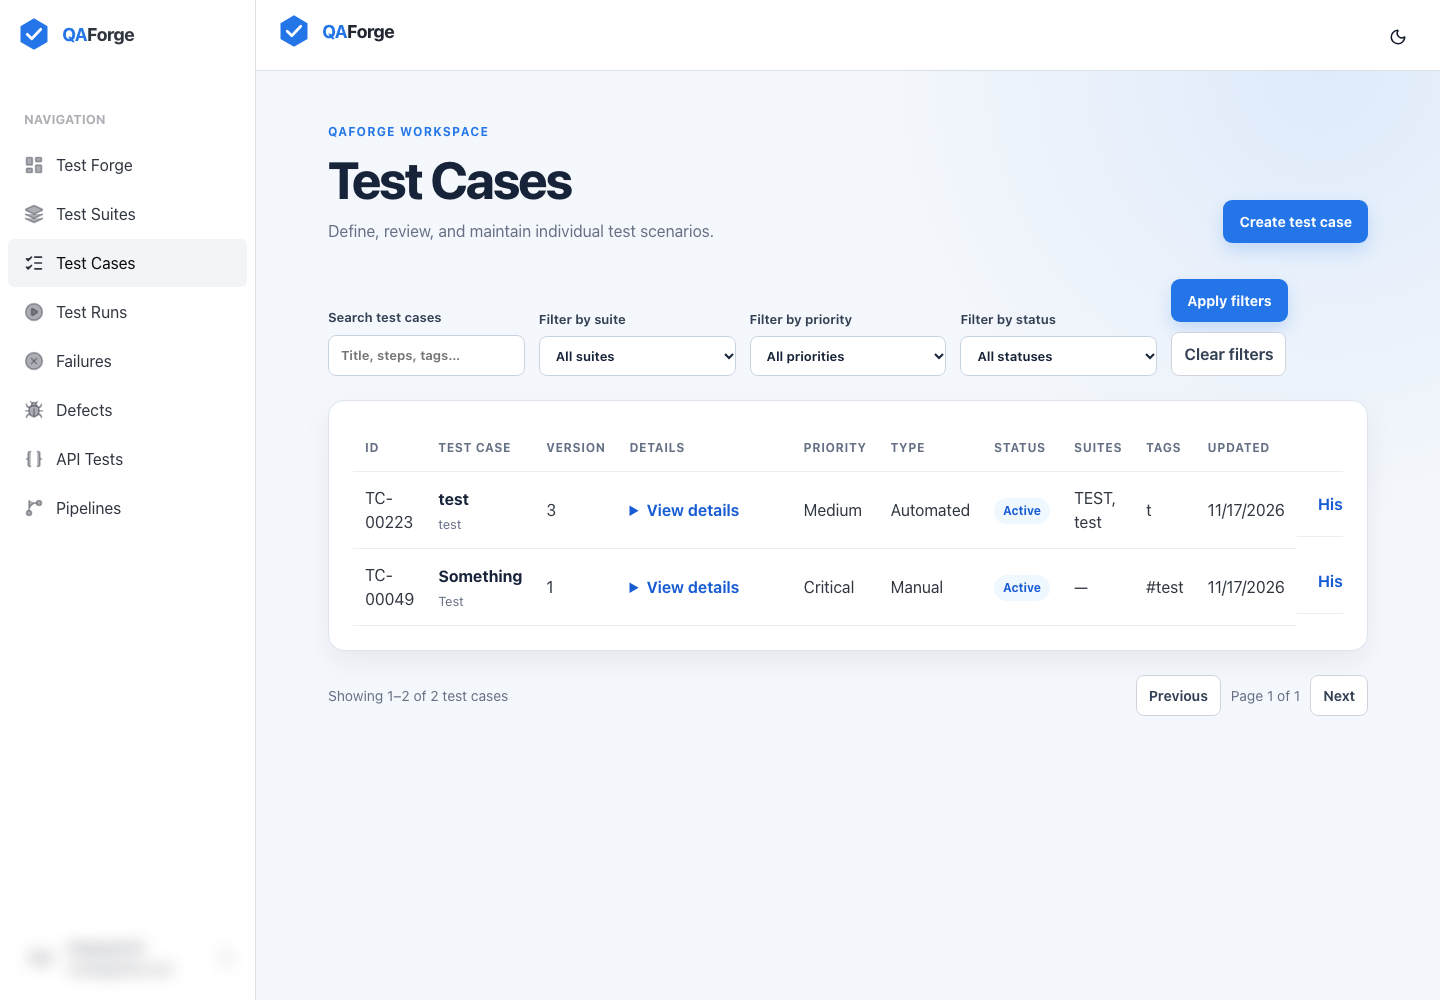 QAForge
QAForge
NAVIGATION
Test Forge
Test Suites
Test Cases
Test Runs
Failures
Defects
API Tests
Pipelines
QAFORGE WORKSPACE
Test Cases
Define, review, and maintain individual test scenarios.
Create test case
Search test cases
Title, steps, tags...
Filter by suite
All suites
Filter by priority
All priorities
Filter by status
All statuses
Apply filters
Clear filters
ID TEST CASE VERSION DETAILS PRIORITY TYPE STATUS SUITES TAGS UPDATED
TC-00223 test test 3 View details Medium Automated Active TEST, test t 11/17/2026 His
TC-00049 Something Test 1 View details Critical Manual Active — #test 11/17/2026 His
Showing 1–2 of 2 test cases
Previous Page 1 of 1 Next